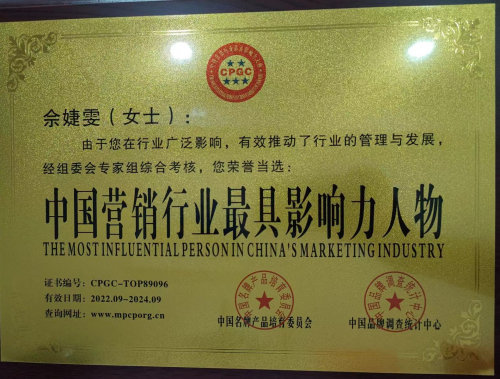 CPGC
佘婕雯（女士）：
由于您在行业广泛影响，有效推动了行业的管理与发展，
经组委会专家组综合考核，您荣誉当选：
中国营销行业最具影响力人物
THE MOST INFLUENTIAL PERSON IN CHINA'S MARKETING INDUSTRY
证书编号：CPGC-TOP89096
有效日期：2022.09-2024.09
查询网址：www.mpcporg.cn
中国名牌产品培育委员会
中国品牌调查统计中心